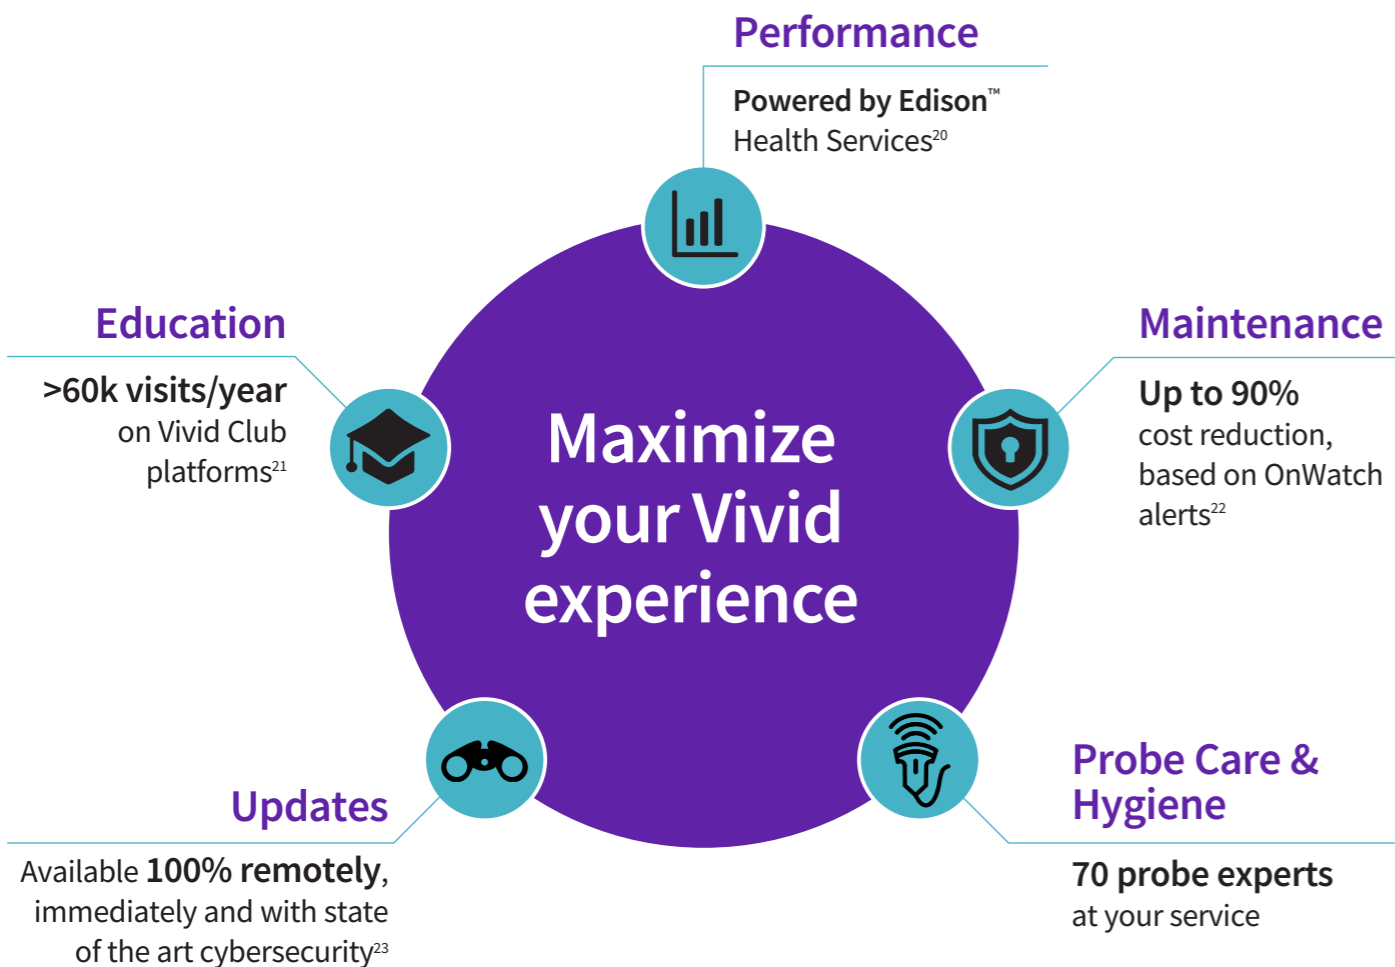 Performance
Powered by Edison™
Health Services²⁰
Education
>60k visits/year
on Vivid Club
platforms²¹
Maintenance
Up to 90%
cost reduction,
based on OnWatch
alerts²²
Maximize
your Vivid
experience
Updates
Available 100% remotely,
immediately and with state
of the art cybersecurity²³
Probe Care &
Hygiene
70 probe experts
at your service